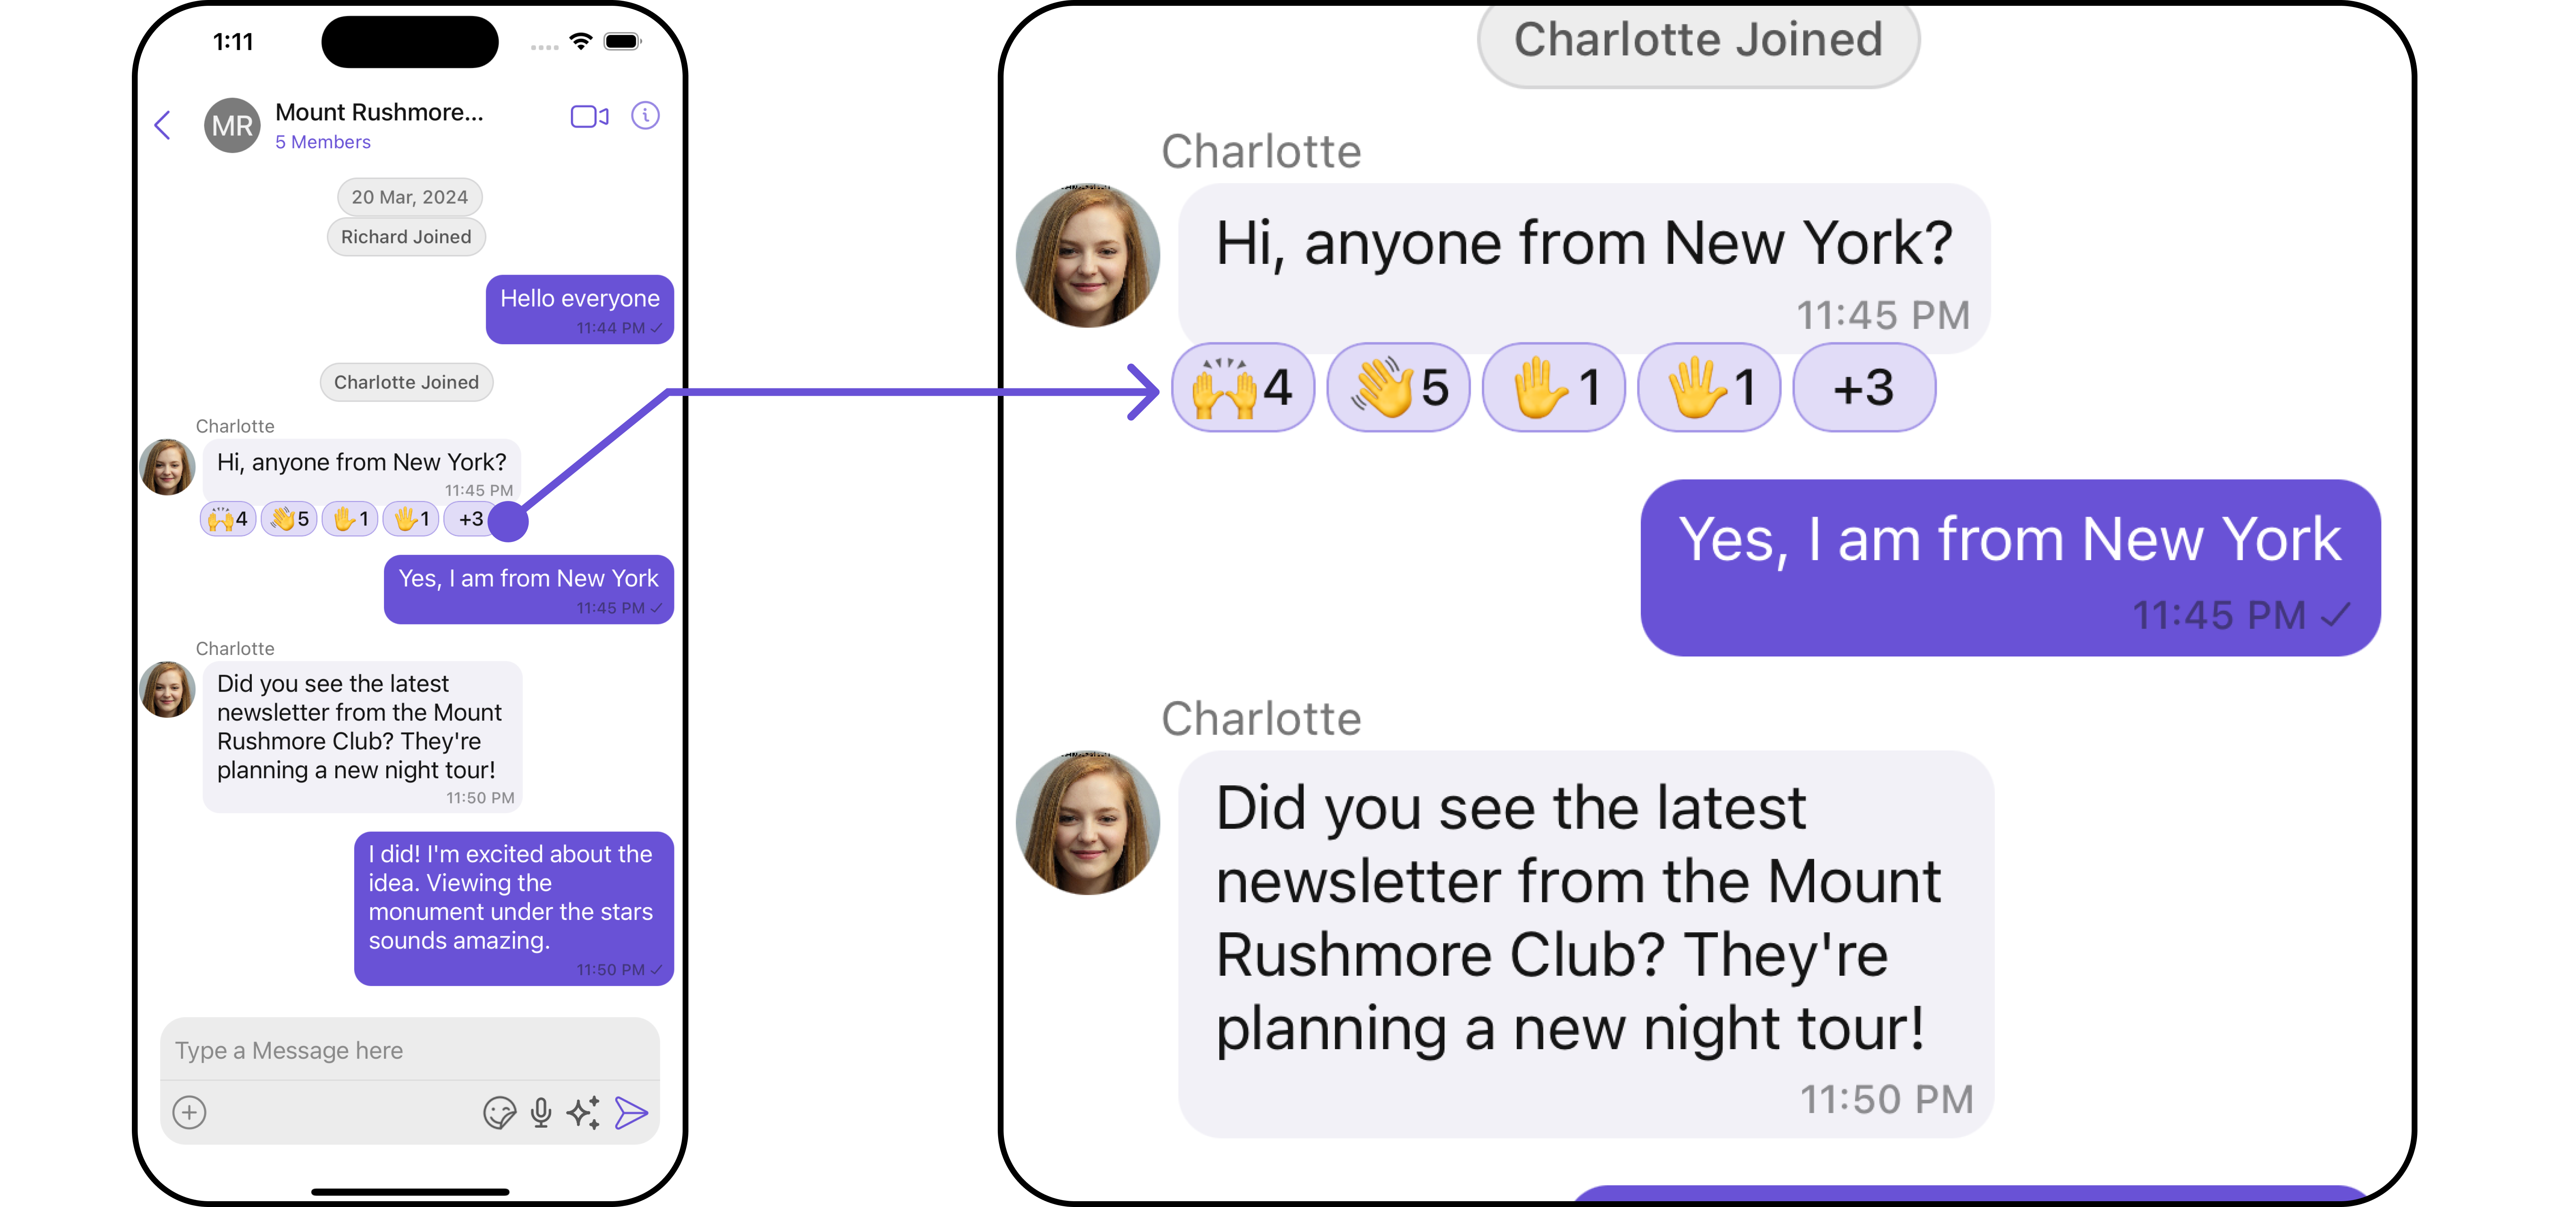 1:11
MR
Mount Rushmore...
5 Members
20 Mar, 2024
Richard Joined
Hello everyone
11:44 PM
Charlotte Joined
Charlotte
Hi, anyone from New York?
11:45 PM
4
5
1
1
+3
Yes, I am from New York
11:45 PM
Charlotte
Did you see the latest
newsletter from the Mount
Rushmore Club? They're
planning a new night tour!
11:50 PM
I did! I'm excited about the
idea. Viewing the
monument under the stars
sounds amazing.
11:50 PM
Type a Message here
Charlotte Joined
Charlotte
Hi, anyone from New York?
11:45 PM
4
5
1
1
+3
Yes, I am from New York
11:45 PM
Charlotte
Did you see the latest
newsletter from the Mount
Rushmore Club? They're
planning a new night tour!
11:50 PM